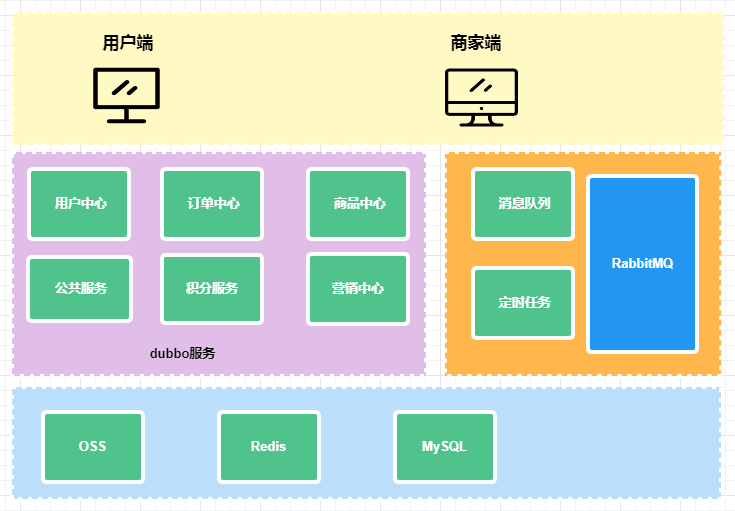 用户端
商家端
用户中心
订单中心
商品中心
消息队列
RabbitMQ
公共服务
积分服务
营销中心
定时任务
dubbo服务
OSS
Redis
MySQL